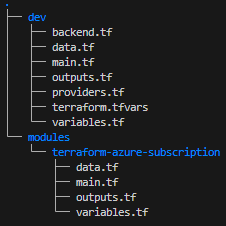 .
├── dev
│   ├── backend.tf
│   ├── data.tf
│   ├── main.tf
│   ├── outputs.tf
│   ├── providers.tf
│   ├── terraform.tfvars
│   └── variables.tf
└── modules
    └── terraform-azure-subscription
        ├── data.tf
        ├── main.tf
        ├── outputs.tf
        └── variables.tf